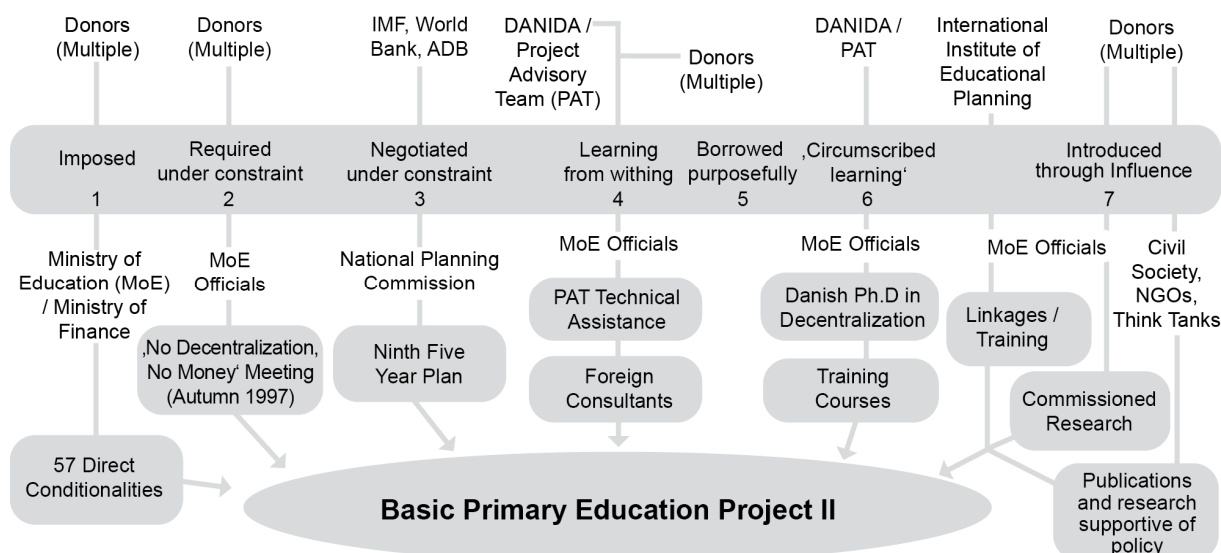 Donors
(Multiple)
Donors
(Multiple)
IMF, World
Bank, ADB
DANIDA /
Project
Advisory
Team (PAT)
Donors
(Multiple)
DANIDA /
PAT
International
Institute of
Educational
Planning
Donors
(Multiple)
Imposed
1
Required
under constraint
2
Negotiated
under constraint
3
Learning
from withing
4
Borrowed
purposefully
5
‚Circumscribed
learning‘
6
Introduced
through Influence
7
Ministry of
Education (MoE)
/ Ministry of
Finance
MoE
Officials
National Planning
Commission
MoE Officials
MoE Officials
MoE Officials
Civil
Society,
NGOs,
Think Tanks
‚No Decentralization,
No Money‘ Meeting
(Autumn 1997)
Ninth Five
Year Plan
PAT Technical
Assistance
Foreign
Consultants
Danish Ph.D in
Decentralization
Training
Courses
Linkages /
Training
Commissioned
Research
57 Direct
Conditionalities
Publications
and research
supportive of
policy
Basic Primary Education Project II